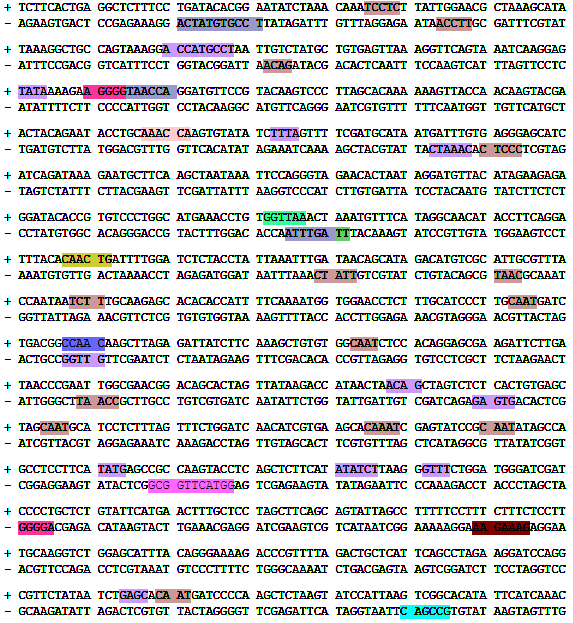 + TCTTCACTGA GGCTCTTTCC TGATACACGG AATATCTAAA CAAATCCTCT TATTGGAACG CTAAAGCATA
− AGAAGTGACT CCGAGAAAGG ACTATGTGCC TTATAGATTT GTTTAGGAGA ATAACCTTGC GATTTCGTAT
+ TAAAGGCTGC CAGTAAAGGA CCATGCCTAA TTGTCTATGC TGTGAGTTAA AGGTTCAGTA AATCAAGGAG
− ATTTCCGACG GTCATTTCCT GGTACGGATT AACAGATACG ACACTCAATT TCCAAGTCAT TTAGTTCCTC
+ TATAAAAGAA GGGGTAACCA GGATGTTCCG TACAAGTCCC TTAGCACAAA AAAGTTACCA ACAAGTACGA
− ATATTTTCTT CCCCATTGGT CCTACAAGGC ATGTTCAGGG AATCGTGTTT TTTCAATGGT TGTTCATGCT
+ ACTACAGAAT ACCTGCAAAC CAAGTGTATA TCTTTAGTTT TCGATGCATA ATGATTTGTG AGGGAGCATC
− TGATGTCTTA TGGACGTTTG GTTCACATAT AGAAATCAAA AGCTACGTAT TACTAAACAC TCCCTCGTAG
+ ATCAGATAAA GAATGCTTCA AGCTAATAAA TTCCAGGGTA GAACACTAAT AGGATGTTAC ATAGAAGAGA
− TAGTCTATTT CTTACGAAGT TCGATTATTT AAGGTCCCAT CTTGTGATTA TCCTACAATG TATCTTCTCT
+ GGATACACCG TGTCCCTGGC ATGAAACCTG TGGTTAAACT AAATGTTTCA TAGGCAACAT ACCTTCAGGA
− CCTATGTGGC ACAGGGACCG TACTTTGGAC ACCAATTTGA TTTACAAAGT ATCCGTTGTA TGGAAGTCCT
+ TTTACACAAC TGATTTTGGA TCTCTACCTA TTAAATTTGA TAACAGCATA GACATGTCGC ATTGCGTTTA
− AAATGTGTTG ACTAAAACCT AGAGATGGAT AATTTAAACT ATTGTCGTAT CTGTACAGCG TAACGCAAAT
+ CCAATAATCT TTGCAAGAGC ACACACCATT TTCAAAATGG TGGAACCTCT TTGCATCCCT TGCAATGATC
− GGTTATTAGA AACGTTCTCG TGTGTGGTAA AAGTTTTACC ACCTTGGAGA AACGTAGGGA ACGTTACTAG
+ TGACGGCCAA CAAGCTTAGA GATTATCTTC AAAGCTGTGT GGCAATCTCC ACAGGAGCGA AGATTCTTGA
− ACTGCCGGTT GTTCGAATCT CTAATAGAAG TTTCGACACA CCGTTAGAGG TGTCCTCGCT TCTAAGAACT
+ TAACCCGAAT TGGCGAACGG ACAGCACTAG TTATAAGACC ATAACTAACA GCTAGTCTCT CACTGTGAGC
− ATTGGGCTTA ACCGCTTGCC TGTCGTGATC AATATTCTGG TATTGATTGT CGATCAGAGA GTGACACTCG
+ TAGCAATGCA TCCTCTTTAG TTTCTGGATC AACATCGTGA AGCACAAATC GAGTATCCGC AATATAGCCA
− ATCGTTACGT AGGAGAAATC AAAGACCTAG TTGTAGCACT TCGTGTTTAG CTCATAGGCG TTATATCGGT
+ GCCTCCTTCA TATGAGCCGC CAAGTACCTC AGCTCTTCAT ATATCTTAAG GGTTTCTGGA TGGGATCGAT
− CGGAGGAAGT ATACTCGGCG GTTCATGGAG TCGAGAAGTA TATAGAATTC CCAAAGACCT ACCCTAGCTA
+ CCCCTGCTCT GTATTCATGA ACTTTGCTCC TAGCTTCAGC AGTATTAGCC TTTTTCCTTT CTTTCTCCTT
− GGGGACGAGA CATAAGTACT TGAAACGAGG ATCGAAGTCG TCATAATCGG AAAAAGGAAA GAAAGAGGAA
+ TGCAAGGTCT GGAGCATTTA CAGGGAAAAG ACCCGTTTTA GACTGCTCAT TCAGCCTAGA AGGATCCAGG
− ACGTTCCAGA CCTCGTAAAT GTCCCTTTTC TGGGCAAAAT CTGACGAGTA AGTCGGATCT TCCTAGGTCC
+ CGTTCTATAA TCTGAGCACA ATGATCCCCA AGCTCTAAGT ATCCATTAAG TCGGCACATA TTCATCAAAC
− GCAAGATATT AGACTCGTGT TACTAGGGGT TCGAGATTCA TAGGTAATTC AGCCGTGTAT AAGTAGTTTG